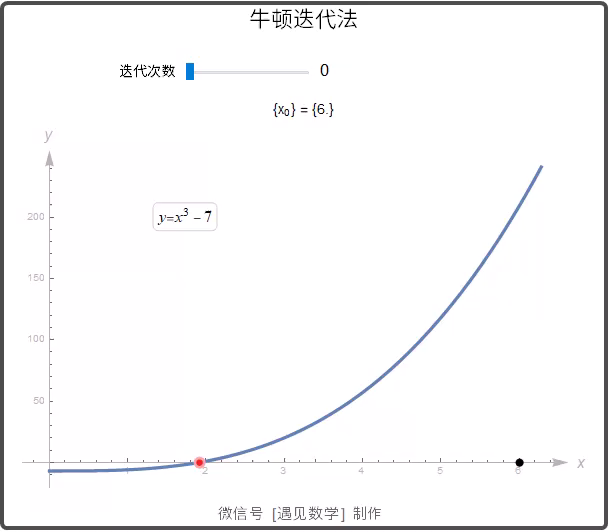 牛顿迭代法
迭代次数 0
{x₀} = {6.}
y
y=x³ − 7
200
150
100
50
1 2 3 4 5 6 x
微信号 [遇见数学] 制作